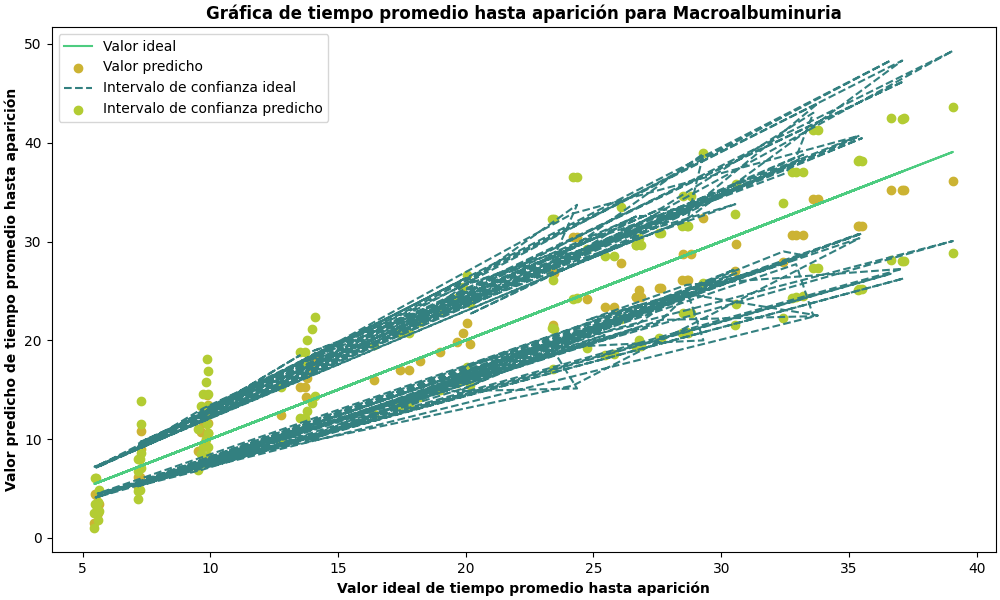 Gráfica de tiempo promedio hasta aparición para Macroalbuminuria
Valor predicho de tiempo promedio hasta aparición
50
40
30
20
10
0
Valor ideal
Valor predicho
Intervalo de confianza ideal
Intervalo de confianza predicho
5 10 15 20 25 30 35 40
Valor ideal de tiempo promedio hasta aparición